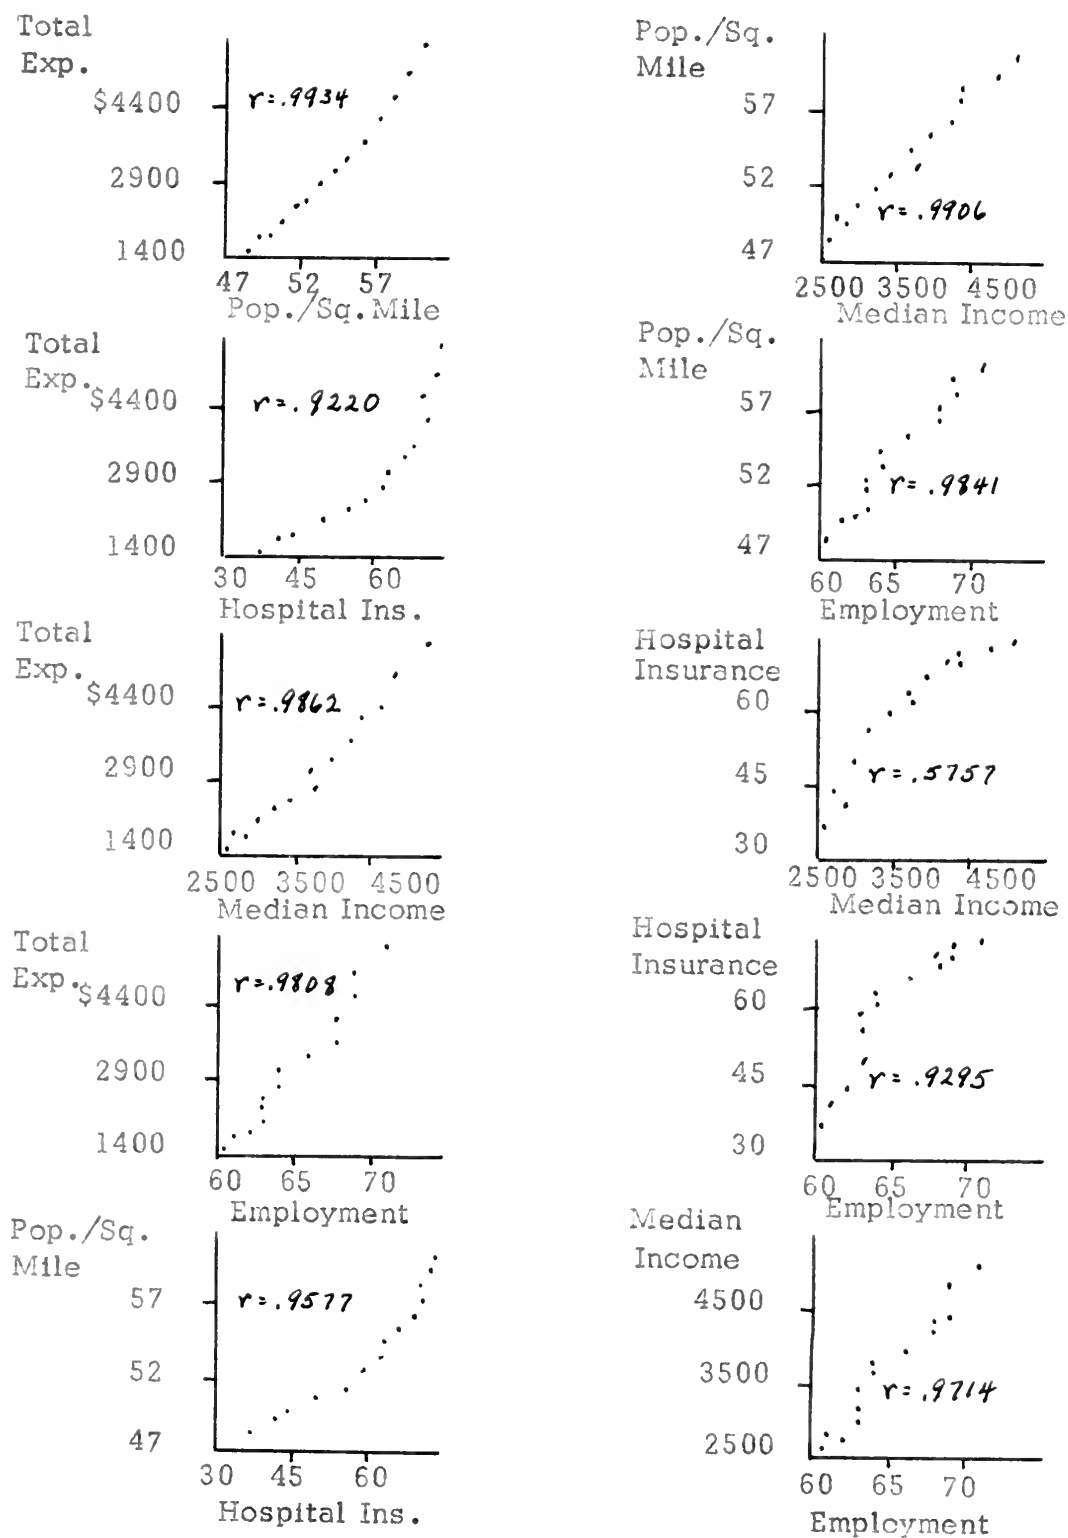 Total
Exp.
$4400
2900
1400
r=.9934
47 52 57
Pop./Sq. Mile
Total
Exp.
$4400
2900
1400
r=.9220
30 45 60
Hospital Ins.
Total
Exp.
$4400
2900
1400
r=.9862
2500 3500 4500
Median Income
Total
Exp.
$4400
2900
1400
r=.9808
60 65 70
Employment
Pop./Sq.
Mile
57
52
47
r=.9577
30 45 60
Hospital Ins.
Pop./Sq.
Mile
57
52
47
r=.9906
2500 3500 4500
Median Income
Pop./Sq.
Mile
57
52
47
r=.9841
60 65 70
Employment
Hospital
Insurance
60
45
30
r=.5757
2500 3500 4500
Median Income
Hospital
Insurance
60
45
30
r=.9295
60 65 70
Employment
Median
Income
4500
3500
2500
r=.9714
60 65 70
Employment